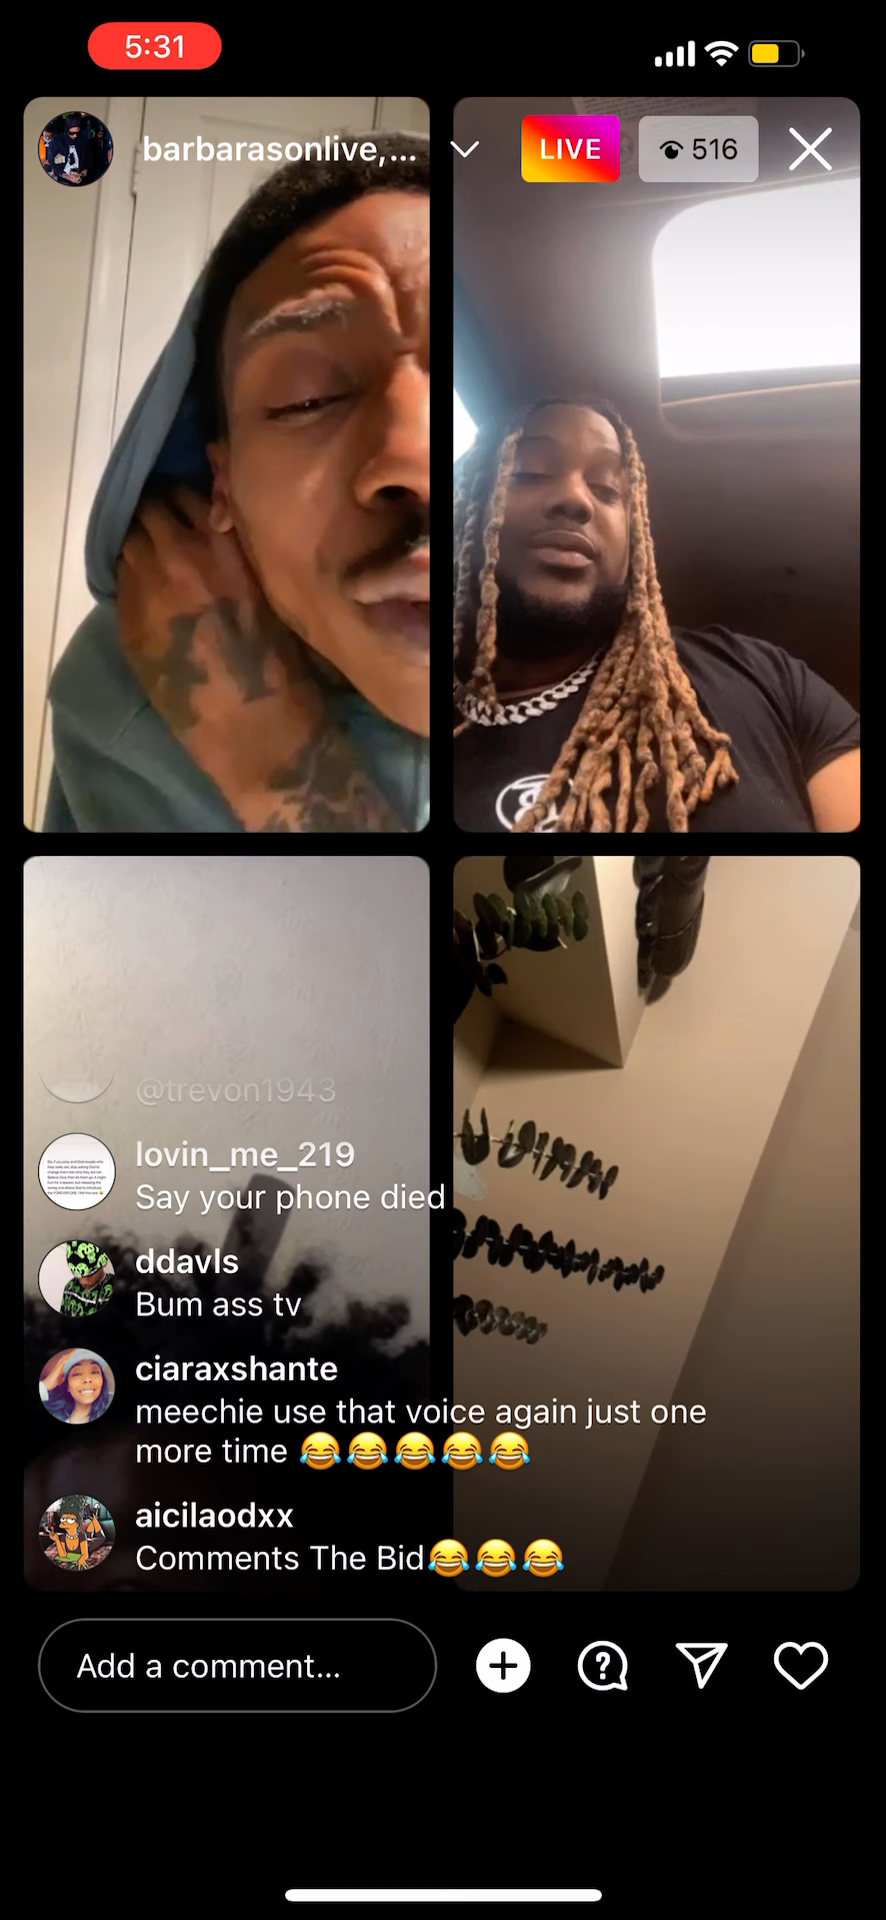 5:31
barbarasonlive,...
LIVE
516
@trevon1943
lovin_me_219
Say your phone died
ddavls
Bum ass tv
ciaraxshante
meechie use that voice again just one
more time 😂😂😂😂😂
aicilaodxx
Comments The Bid😂😂😂
Add a comment...